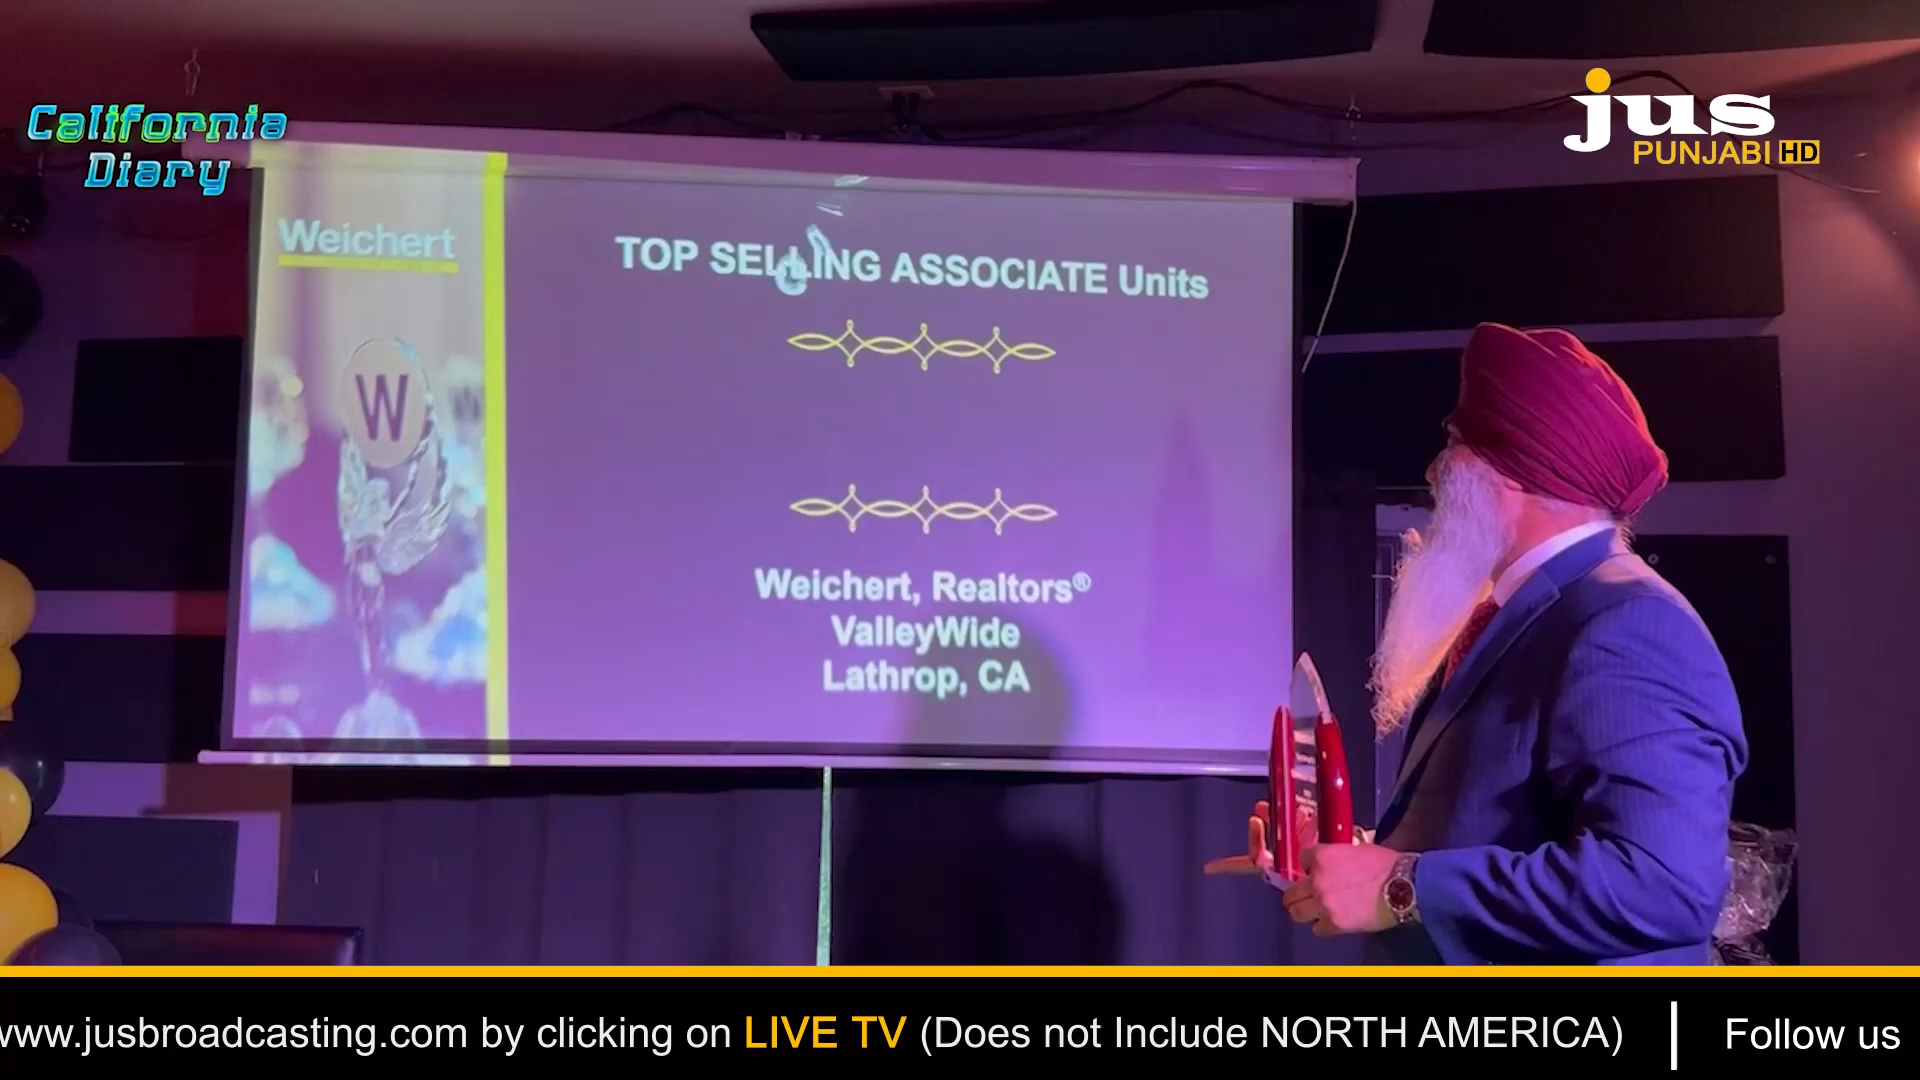 California
Diary
jus
PUNJABI HD
Weichert
W
TOP SELLING ASSOCIATE Units
Weichert, Realtors®
ValleyWide
Lathrop, CA
www.jusbroadcasting.com by clicking on LIVE TV (Does not Include NORTH AMERICA) | Follow us